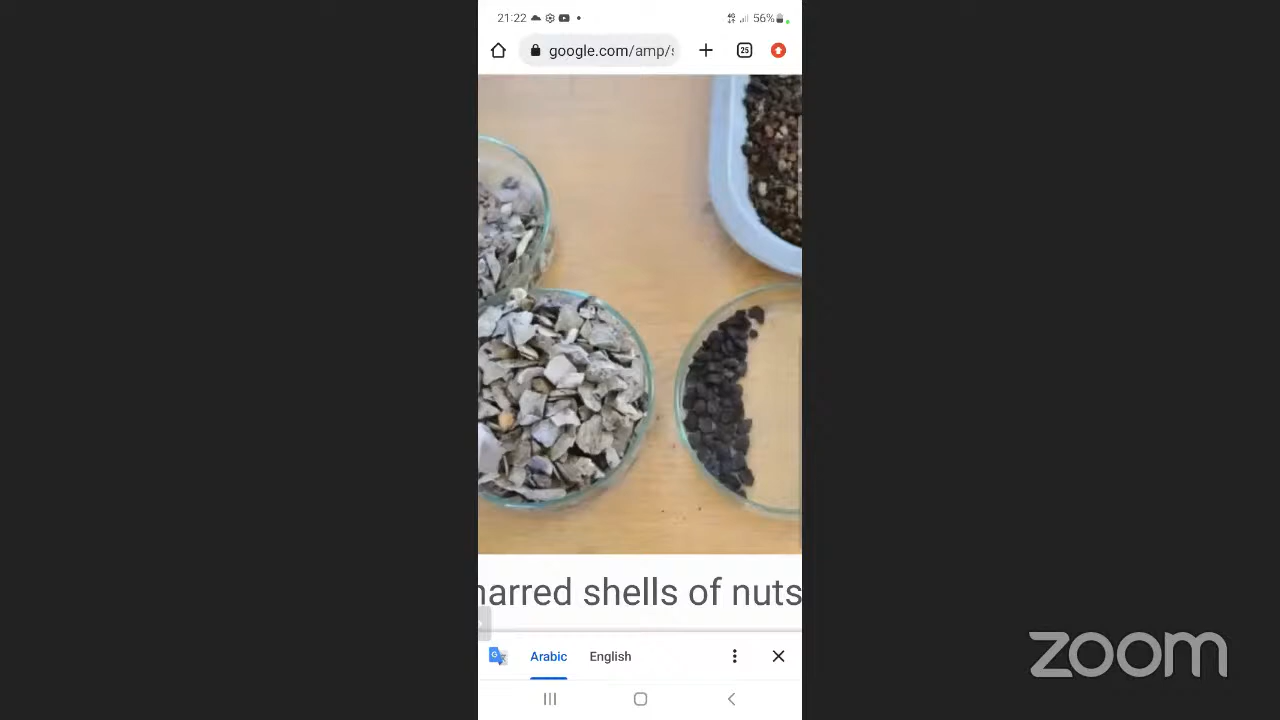 21:22
56%
google.com/amp/s
25
harred shells of nuts
Arabic
English
zoom